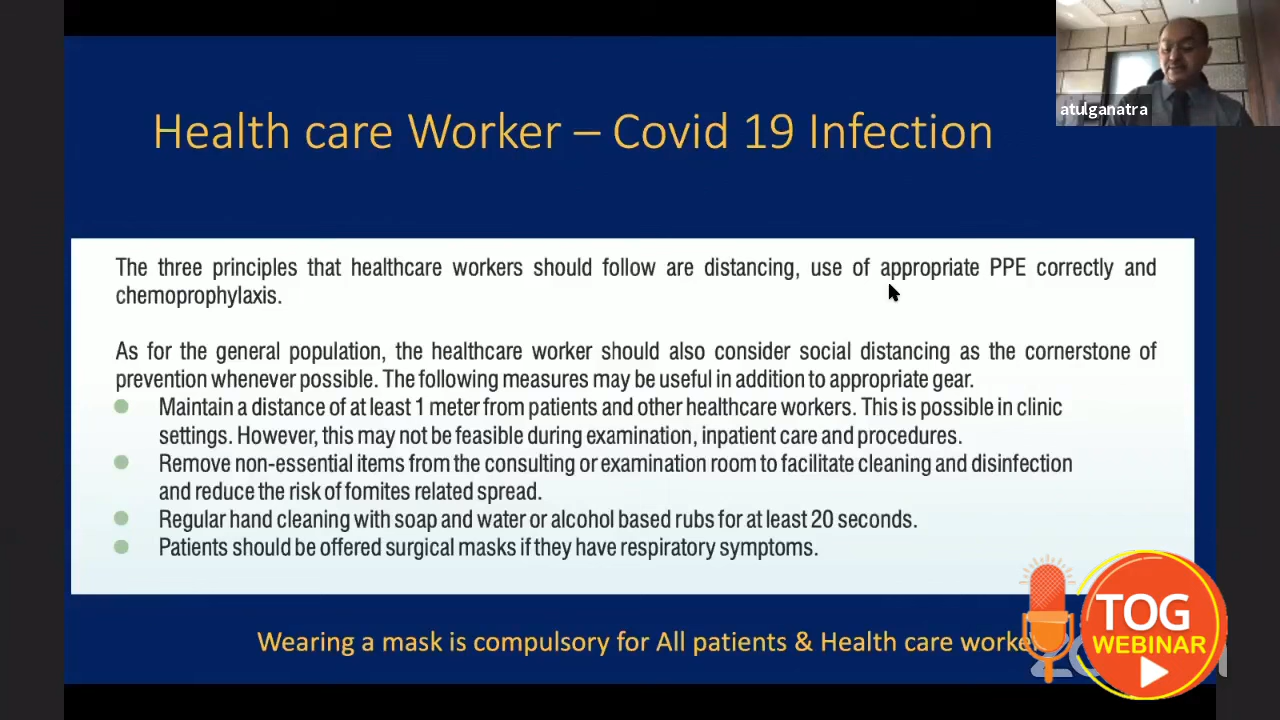 atulganatra
Health care Worker – Covid 19 Infection
The three principles that healthcare workers should follow are distancing, use of appropriate PPE correctly and
chemoprophylaxis.
As for the general population, the healthcare worker should also consider social distancing as the cornerstone of
prevention whenever possible. The following measures may be useful in addition to appropriate gear.
Maintain a distance of at least 1 meter from patients and other healthcare workers. This is possible in clinic
settings. However, this may not be feasible during examination, inpatient care and procedures.
Remove non-essential items from the consulting or examination room to facilitate cleaning and disinfection
and reduce the risk of fomites related spread.
Regular hand cleaning with soap and water or alcohol based rubs for at least 20 seconds.
Patients should be offered surgical masks if they have respiratory symptoms.
Wearing a mask is compulsory for All patients & Health care
TOG
WEBINAR